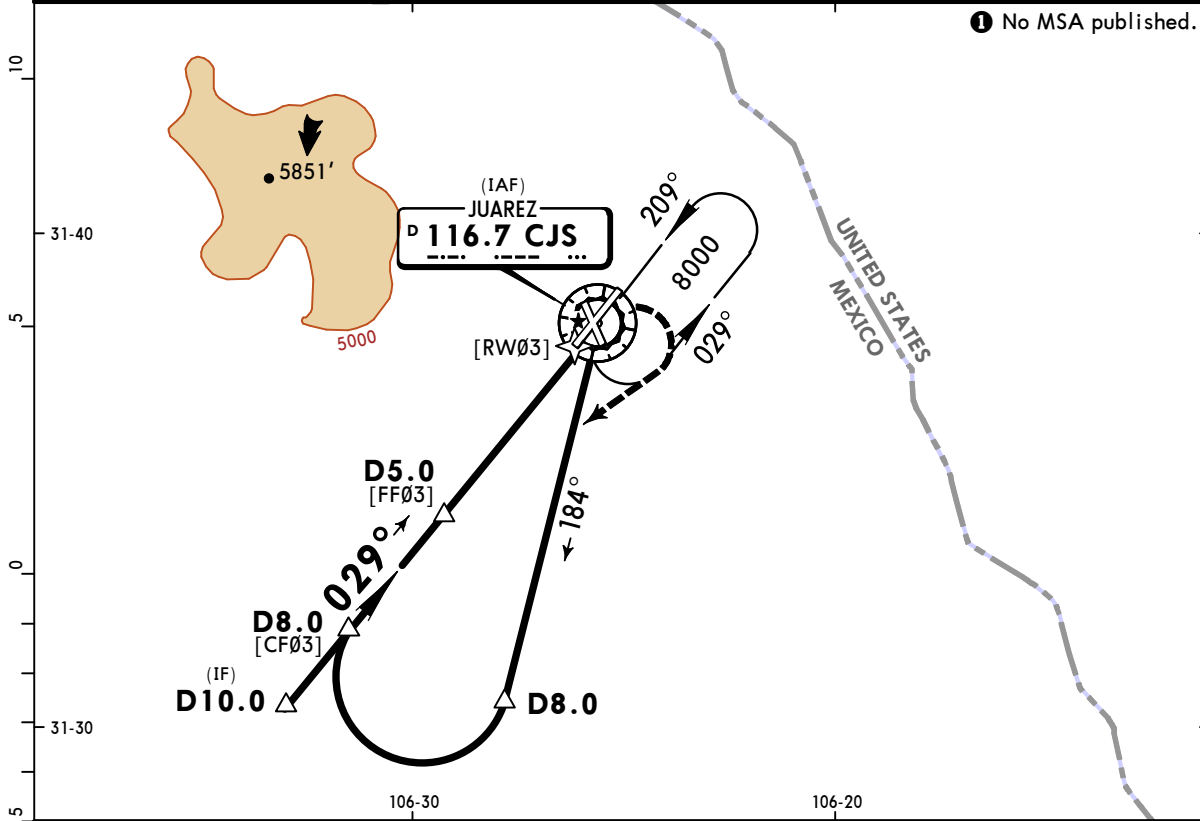 ❶ No MSA published.
10
5851'
(IAF)
JUAREZ
D 116.7 CJS
209°
8000
029°
31-40
UNITED STATES
MEXICO
5
5000
[RWØ3]
D5.0
[FFØ3]
184°
029°
0
D8.0
[CFØ3]
(IF)
D10.0
D8.0
31-30
106-30
106-20
5